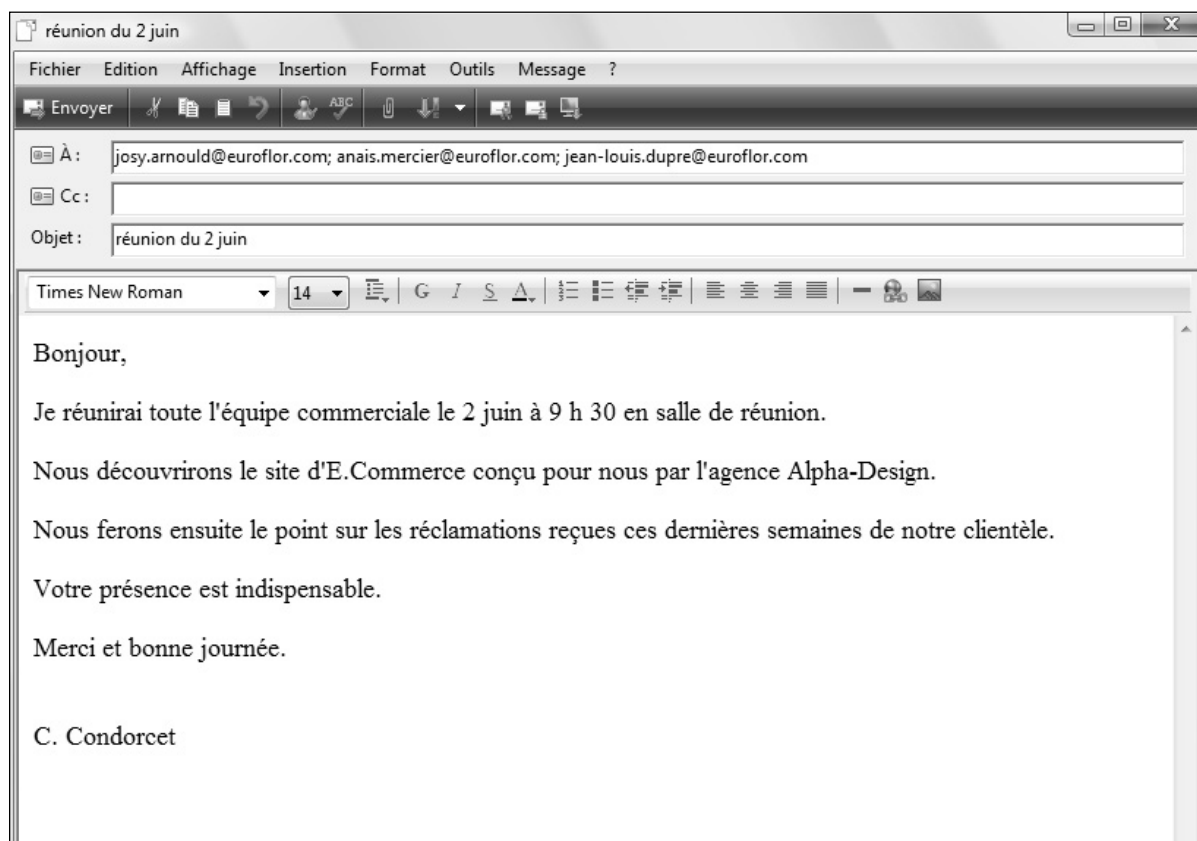 réunion du 2 juin
Fichier Edition Affichage Insertion Format Outils Message ?
Envoyer ABC
À : josy.arnould@euroflor.com; anais.mercier@euroflor.com; jean-louis.dupre@euroflor.com
Cc :
Objet : réunion du 2 juin
Times New Roman 14 G I S A
Bonjour,
Je réunirai toute l'équipe commerciale le 2 juin à 9 h 30 en salle de réunion.
Nous découvrirons le site d'E.Commerce conçu pour nous par l'agence Alpha-Design.
Nous ferons ensuite le point sur les réclamations reçues ces dernières semaines de notre clientèle.
Votre présence est indispensable.
Merci et bonne journée.
C. Condorcet